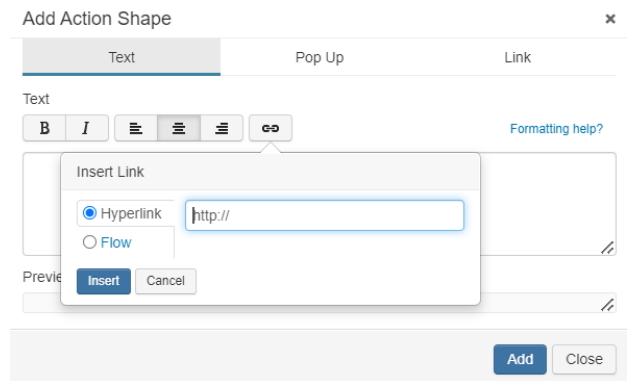 Add Action Shape ×
Text Pop Up Link
Text
B I Formatting help?
Insert Link
Hyperlink http://
Flow
Previe
Insert Cancel
Add Close